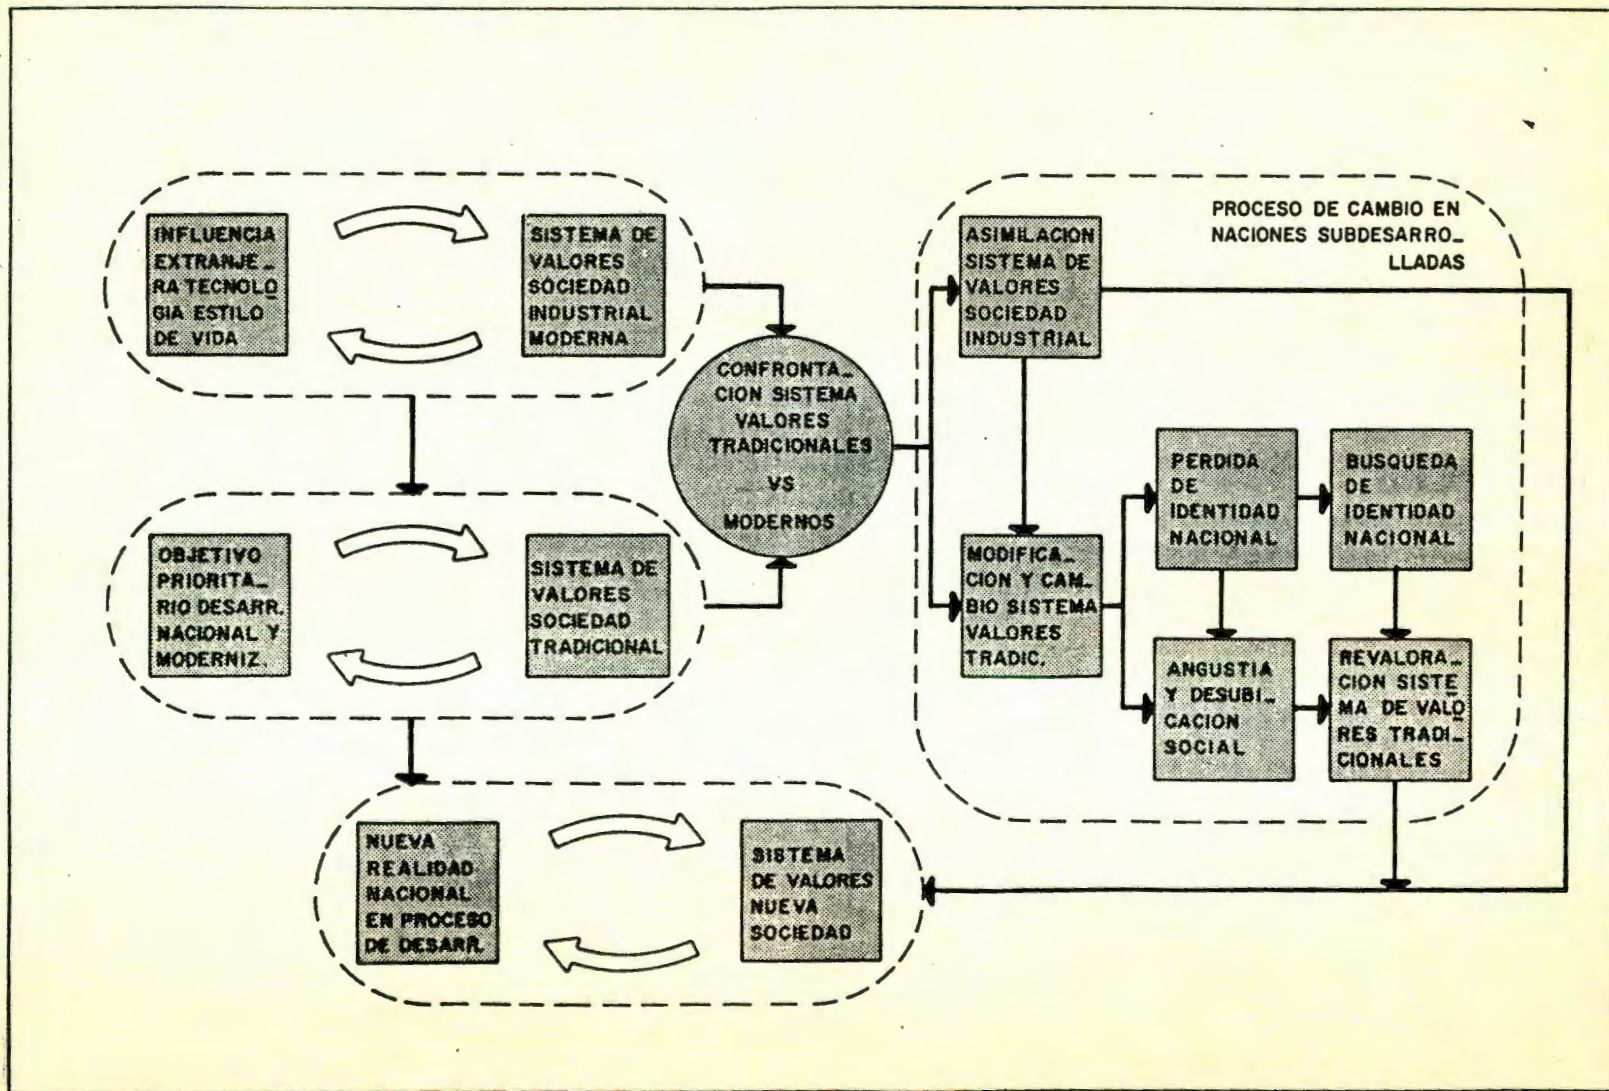 INFLUENCIA
EXTRANJE_
RA TECNOLO
GIA ESTILO
DE VIDA
SISTEMA DE
VALORES
SOCIEDAD
INDUSTRIAL
MODERNA
OBJETIVO
PRIORITA_
RIO DESARR.
NACIONAL Y
MODERNIZ.
SISTEMA DE
VALORES
SOCIEDAD
TRADICIONAL
NUEVA
REALIDAD
NACIONAL
EN PROCESO
DE DESARR.
SISTEMA
DE VALORES
NUEVA
SOCIEDAD
CONFRONTA_
CION SISTEMA
VALORES
TRADICIONALES
VS
MODERNOS
PROCESO DE CAMBIO EN
NACIONES SUBDESARRO_
LLADAS
ASIMILACION
SISTEMA DE
VALORES
SOCIEDAD
INDUSTRIAL
MODIFICA_
CION Y CAM_
BIO SISTEMA
VALORES
TRADIC.
PERDIDA
DE
IDENTIDAD
NACIONAL
BUSQUEDA
DE
IDENTIDAD
NACIONAL
ANGUSTIA
Y DESUBI_
CACION
SOCIAL
REVALORA_
CION SISTE
MA DE VALO
RES TRADI_
CIONALES